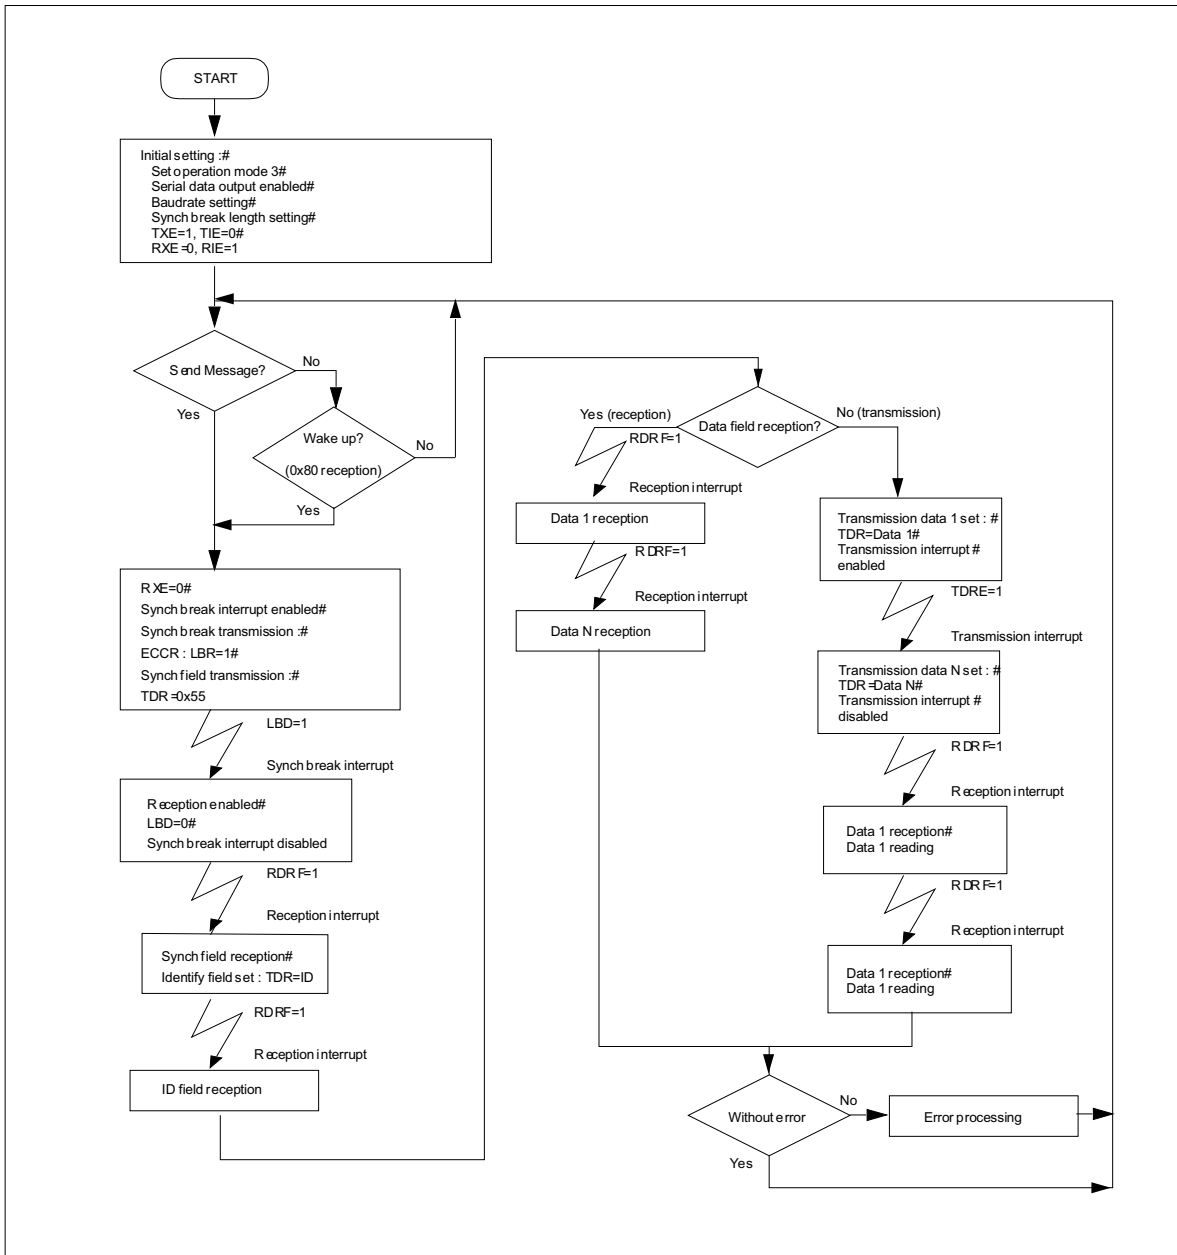 START
Initial setting :#
Set operation mode 3#
Serial data output enabled#
Baudrate setting#
Synch break length setting#
TXE=1, TIE=0#
RXE=0, RIE=1
Send Message?
No
Yes
Wake up?
(0x80 reception)
No
Yes
RXE=0#
Synch break interrupt enabled#
Synch break transmission :#
ECCR : LBR=1#
Synch field transmission :#
TDR=0x55
LBD=1
Synch break interrupt
Reception enabled#
LBD=0#
Synch break interrupt disabled
RDRF=1
Reception interrupt
Synch field reception#
Identify field set : TDR=ID
RDRF=1
Reception interrupt
ID field reception
Data field reception?
Yes (reception)
No (transmission)
RDRF=1
Reception interrupt
Data 1 reception
RDRF=1
Reception interrupt
Data N reception
Transmission data 1 set : #
TDR=Data 1#
Transmission interrupt #
enabled
TDRE=1
Transmission interrupt
Transmission data N set : #
TDR=Data N#
Transmission interrupt #
disabled
RDRF=1
Reception interrupt
Data 1 reception#
Data 1 reading
RDRF=1
Reception interrupt
Data 1 reception#
Data 1 reading
Without error
No
Error processing
Yes